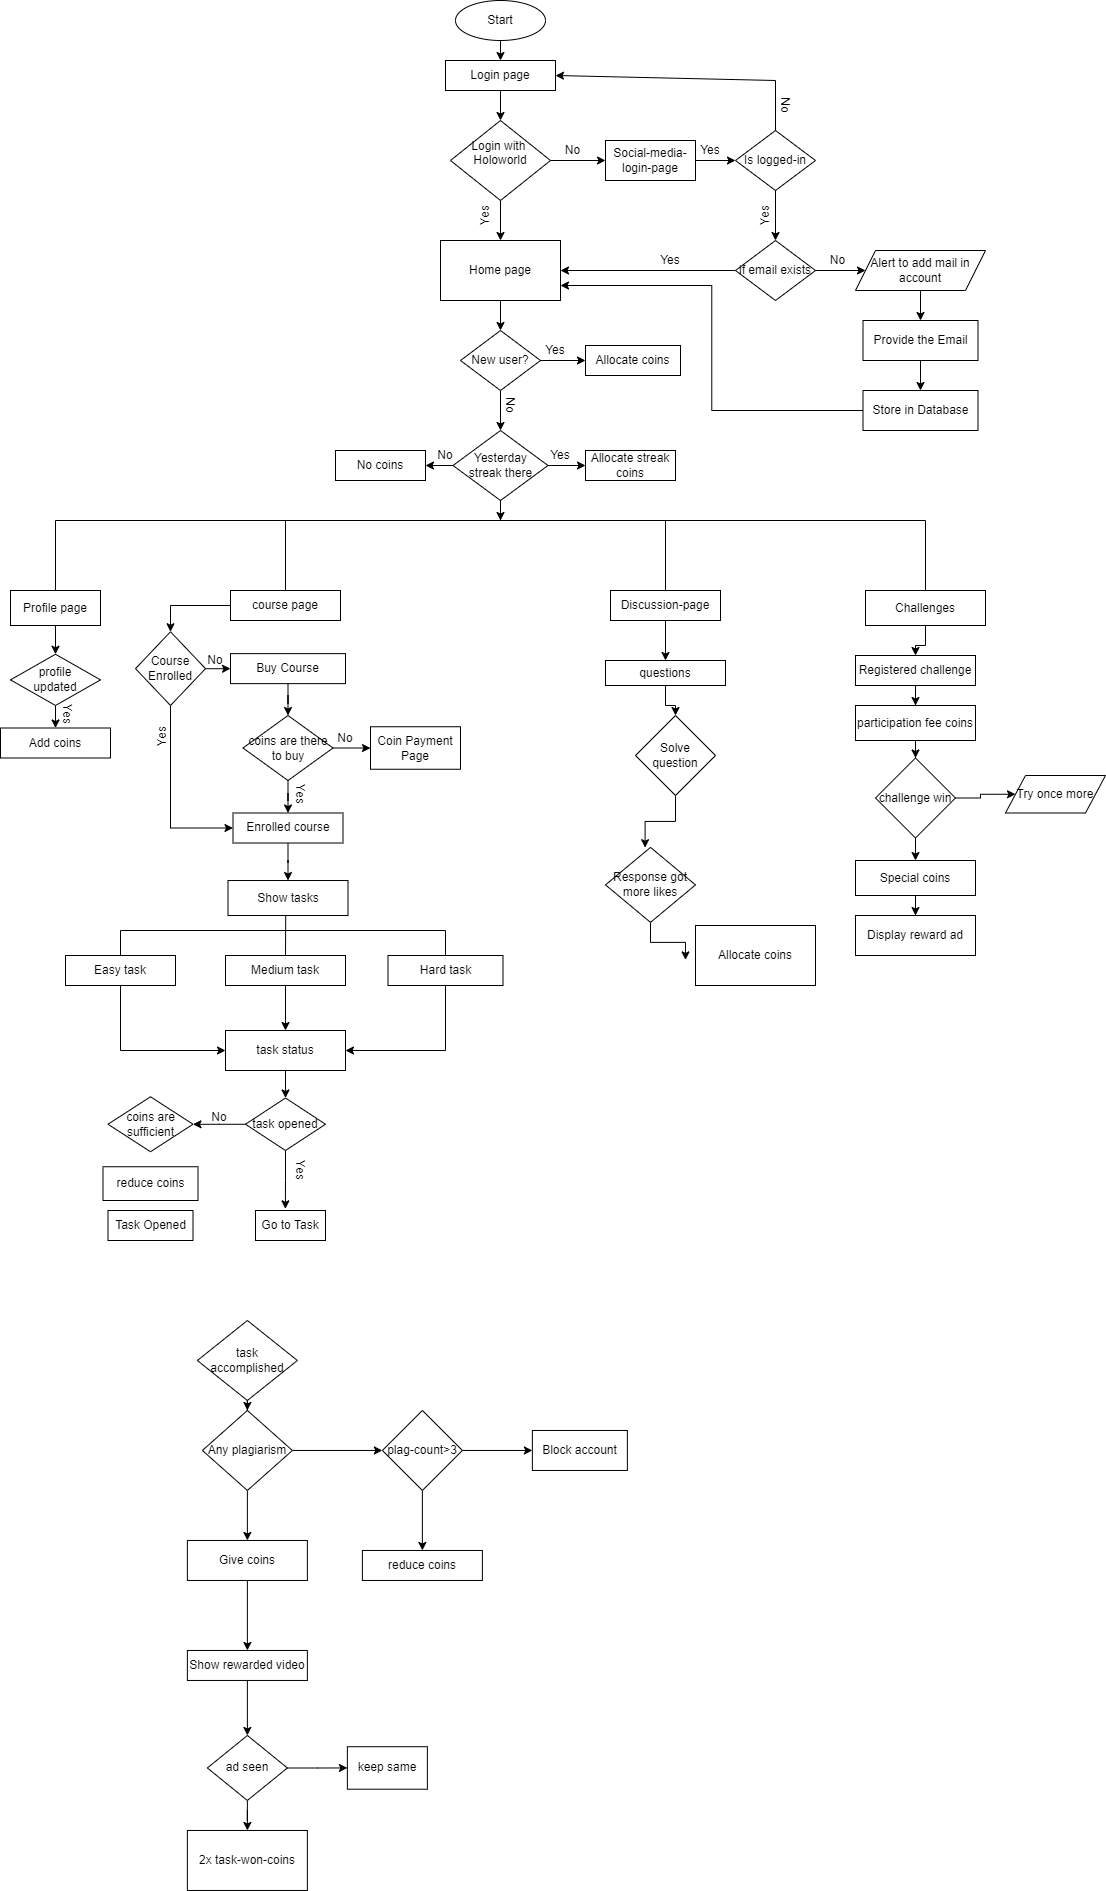 Start
Login page
No
Login with
Holoworld
No
Social-media-
login-page
Yes
Is logged-in
Yes
Yes
Home page
Yes
If email exists
No
Alert to add mail in
account
Provide the Email
New user?
Yes
Allocate coins
No
Store in Database
No coins
No
Yesterday
streak there
Yes
Allocate streak
coins
Profile page
course page
Discussion-page
Challenges
profile
updated
Yes
Add coins
Course
Enrolled
No
Buy Course
Yes
coins are there
to buy
No
Coin Payment
Page
Yes
Enrolled course
Show tasks
Easy task
Medium task
Hard task
task status
coins are
sufficient
No
task opened
reduce coins
Yes
Task Opened
Go to Task
questions
Solve
question
Response got
more likes
Allocate coins
Registered challenge
participation fee coins
challenge win
Try once more
Special coins
Display reward ad
task
accomplished
Any plagiarism
plag-count>3
Block account
Give coins
reduce coins
Show rewarded video
ad seen
keep same
2x task-won-coins